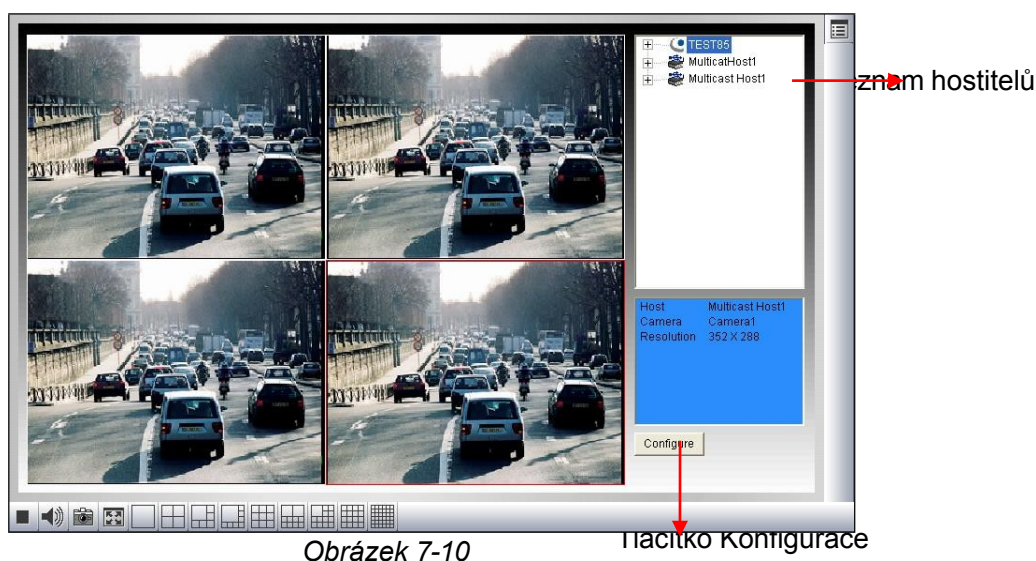 TEST85
MulticatHost1
Multicast Host1
eznam hostitelů
Host Multicast Host1
Camera Camera1
Resolution 352 X 288
Configure
Tlačítko Konfigurace
Obrázek 7-10